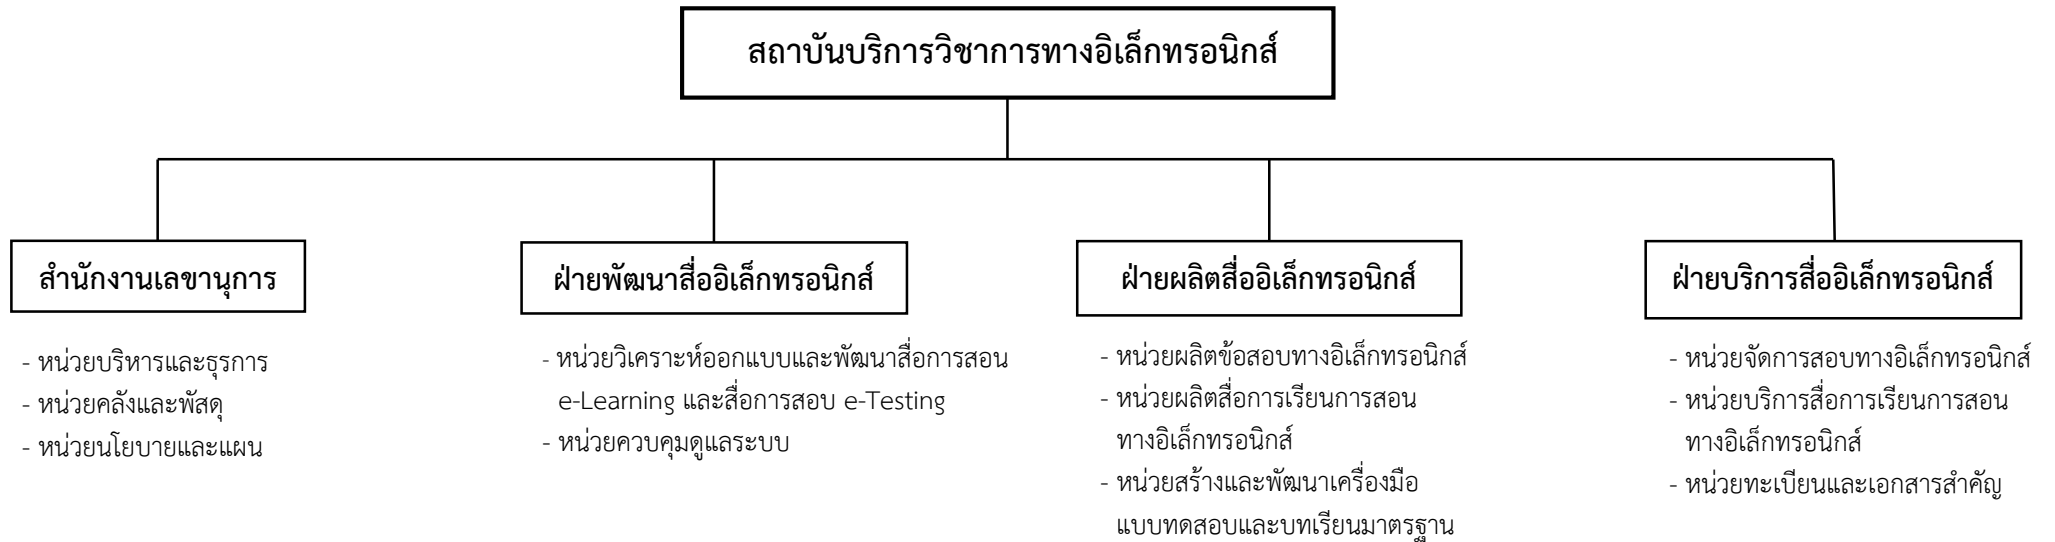 สถาบันบริการวิชาการทางอิเล็กทรอนิกส์
สำนักงานเลขานุการ
- หน่วยบริหารและธุรการ
- หน่วยคลังและพัสดุ
- หน่วยนโยบายและแผน
ฝ่ายพัฒนาสื่ออิเล็กทรอนิกส์
- หน่วยวิเคราะห์ออกแบบและพัฒนาสื่อการสอน
e-Learning และสื่อการสอบ e-Testing
- หน่วยควบคุมดูแลระบบ
ฝ่ายผลิตสื่ออิเล็กทรอนิกส์
- หน่วยผลิตข้อสอบทางอิเล็กทรอนิกส์
- หน่วยผลิตสื่อการเรียนการสอน
ทางอิเล็กทรอนิกส์
- หน่วยสร้างและพัฒนาเครื่องมือ
แบบทดสอบและบทเรียนมาตรฐาน
ฝ่ายบริการสื่ออิเล็กทรอนิกส์
- หน่วยจัดการสอบทางอิเล็กทรอนิกส์
- หน่วยบริการสื่อการเรียนการสอน
ทางอิเล็กทรอนิกส์
- หน่วยทะเบียนและเอกสารสำคัญ